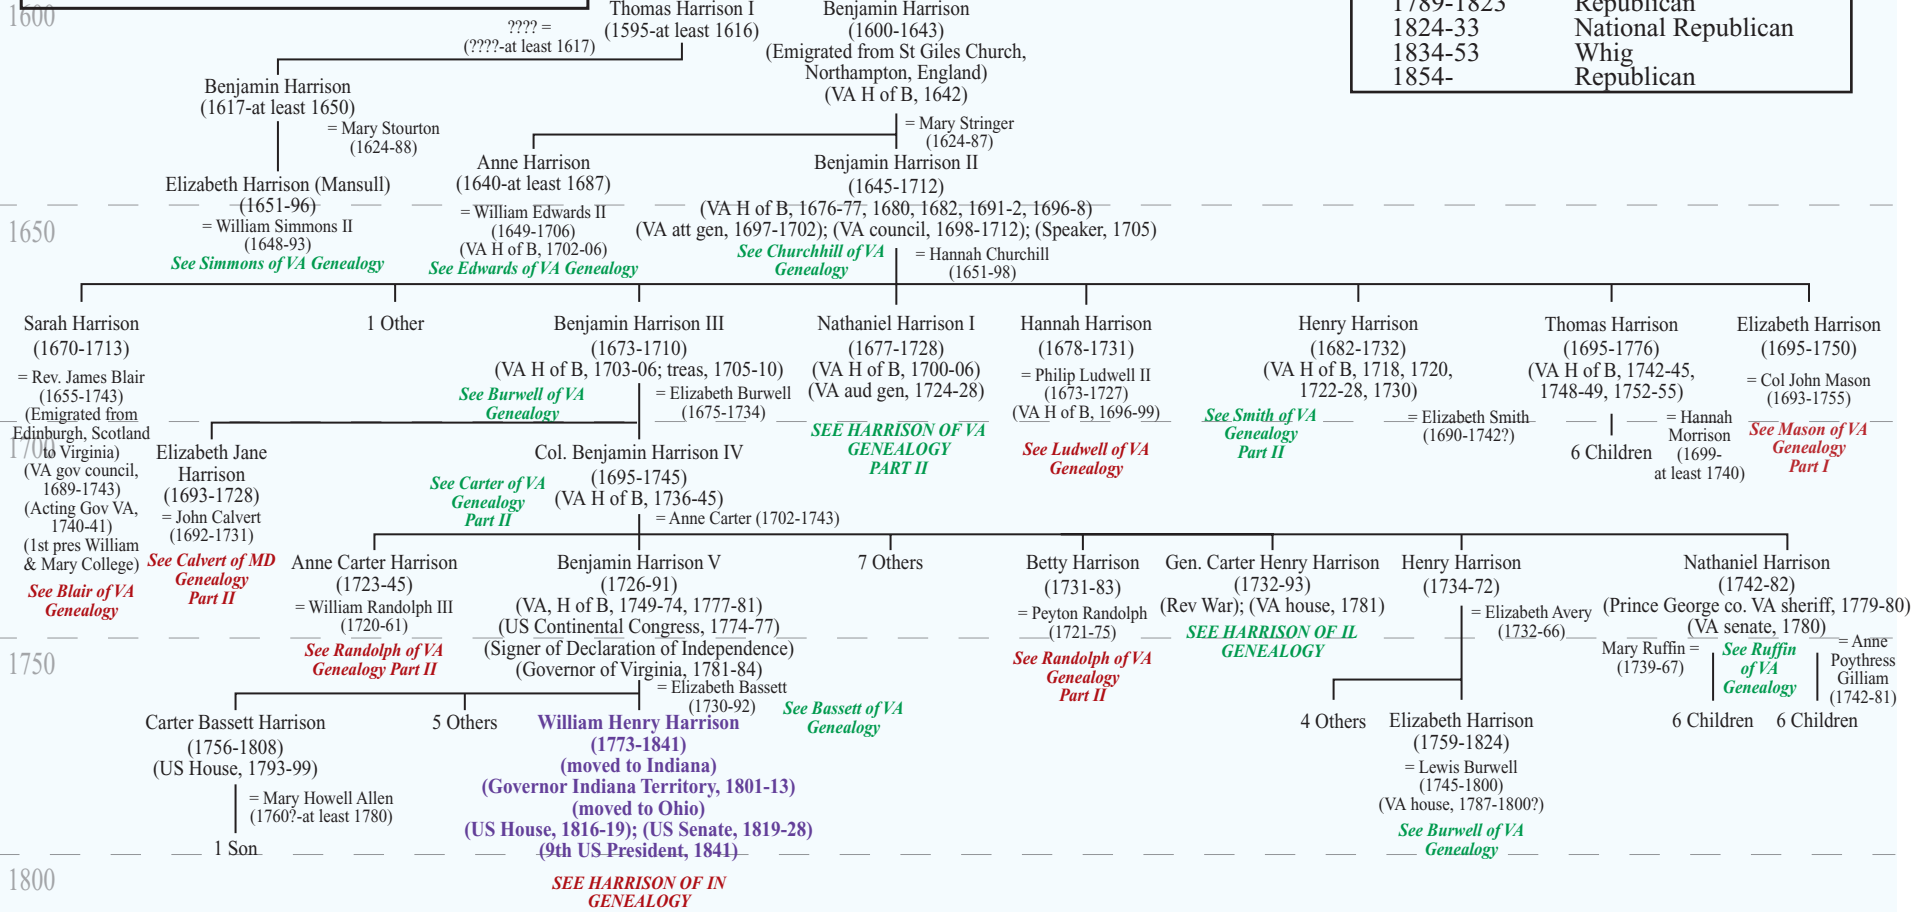 1600
Thomas Harrison I
(1595-at least 1616)
???? =
(????-at least 1617)
Benjamin Harrison
(1600-1643)
(Emigrated from St Giles Church,
Northampton, England)
(VA H of B, 1642)
1789-1823 Republican
1824-33 National Republican
1834-53 Whig
1854- Republican
Benjamin Harrison
(1617-at least 1650)
= Mary Stourton
(1624-88)
= Mary Stringer
(1624-87)
Elizabeth Harrison (Mansull)
(1651-96)
= William Simmons II
(1648-93)
See Simmons of VA Genealogy
Anne Harrison
(1640-at least 1687)
= William Edwards II
(1649-1706)
(VA H of B, 1702-06)
See Edwards of VA Genealogy
Benjamin Harrison II
(1645-1712)
(VA H of B, 1676-77, 1680, 1682, 1691-2, 1696-8)
(VA att gen, 1697-1702); (VA council, 1698-1712); (Speaker, 1705)
See Churchhill of VA
Genealogy
= Hannah Churchill
(1651-98)
1650
Sarah Harrison
(1670-1713)
= Rev. James Blair
(1655-1743)
(Emigrated from
Edinburgh, Scotland
to Virginia)
(VA gov council,
1689-1743)
(Acting Gov VA,
1740-41)
(1st pres William
& Mary College)
See Blair of VA
Genealogy
1 Other
Benjamin Harrison III
(1673-1710)
(VA H of B, 1703-06; treas, 1705-10)
See Burwell of VA
Genealogy
= Elizabeth Burwell
(1675-1734)
Nathaniel Harrison I
(1677-1728)
(VA H of B, 1700-06)
(VA aud gen, 1724-28)
SEE HARRISON OF VA
GENEALOGY
PART II
Hannah Harrison
(1678-1731)
= Philip Ludwell II
(1673-1727)
(VA H of B, 1696-99)
See Ludwell of VA
Genealogy
Henry Harrison
(1682-1732)
(VA H of B, 1718, 1720,
1722-28, 1730)
See Smith of VA
Genealogy
Part II
= Elizabeth Smith
(1690-1742?)
Thomas Harrison
(1695-1776)
(VA H of B, 1742-45,
1748-49, 1752-55)
6 Children
= Hannah
Morrison
(1699-
at least 1740)
Elizabeth Harrison
(1695-1750)
= Col John Mason
(1693-1755)
See Mason of VA
Genealogy
Part I
1700
Elizabeth Jane
Harrison
(1693-1728)
= John Calvert
(1692-1731)
See Calvert of MD
Genealogy
Part II
Col. Benjamin Harrison IV
(1695-1745)
(VA H of B, 1736-45)
See Carter of VA
Genealogy
Part II
= Anne Carter (1702-1743)
Anne Carter Harrison
(1723-45)
= William Randolph III
(1720-61)
See Randolph of VA
Genealogy Part II
Benjamin Harrison V
(1726-91)
(VA, H of B, 1749-74, 1777-81)
(US Continental Congress, 1774-77)
(Signer of Declaration of Independence)
(Governor of Virginia, 1781-84)
= Elizabeth Bassett
(1730-92)
See Bassett of VA
Genealogy
7 Others
Betty Harrison
(1731-83)
= Peyton Randolph
(1721-75)
See Randolph of VA
Genealogy
Part II
Gen. Carter Henry Harrison
(1732-93)
(Rev War); (VA house, 1781)
SEE HARRISON OF IL
GENEALOGY
Henry Harrison
(1734-72)
= Elizabeth Avery
(1732-66)
Nathaniel Harrison
(1742-82)
(Prince George co. VA sheriff, 1779-80)
(VA senate, 1780)
Mary Ruffin =
(1739-67)
See Ruffin
of VA
Genealogy
= Anne
Poythress
Gilliam
(1742-81)
6 Children
6 Children
1750
Carter Bassett Harrison
(1756-1808)
(US House, 1793-99)
= Mary Howell Allen
(1760?-at least 1780)
1 Son
5 Others
William Henry Harrison
(1773-1841)
(moved to Indiana)
(Governor Indiana Territory, 1801-13)
(moved to Ohio)
(US House, 1816-19); (US Senate, 1819-28)
(9th US President, 1841)
SEE HARRISON OF IN
GENEALOGY
4 Others
Elizabeth Harrison
(1759-1824)
= Lewis Burwell
(1745-1800)
(VA house, 1787-1800?)
See Burwell of VA
Genealogy
1800